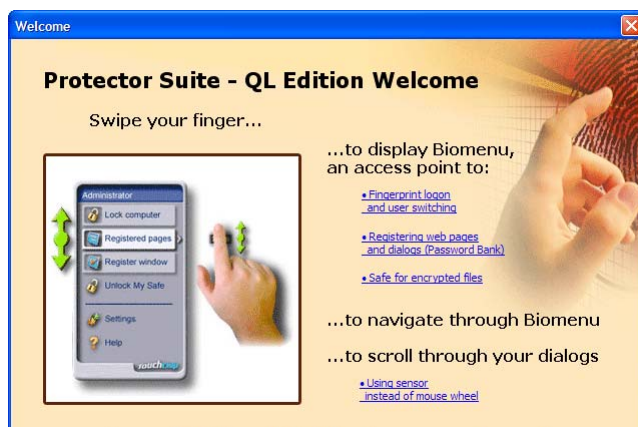 Welcome
Protector Suite - QL Edition Welcome
Swipe your finger...
Administrator
Lock computer
Registered pages
Register window
Unlock My Safe
Settings
Help
touchchip
...to display Biomenu,
an access point to:
• Fingerprint logon
and user switching
• Registering web pages
and dialogs (Password Bank)
• Safe for encrypted files
...to navigate through Biomenu
...to scroll through your dialogs
• Using sensor
instead of mouse wheel